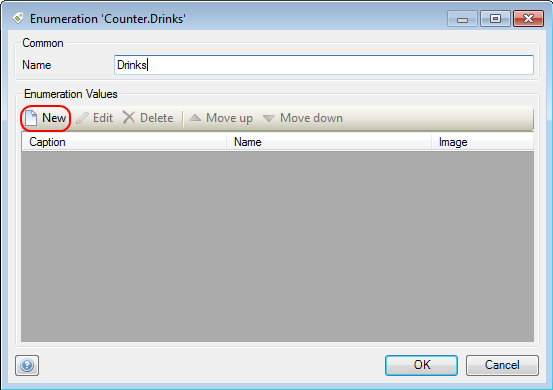 Enumeration 'Counter.Drinks'
Common
Name Drinks
Enumeration Values
New Edit Delete Move up Move down
Caption Name Image
OK Cancel